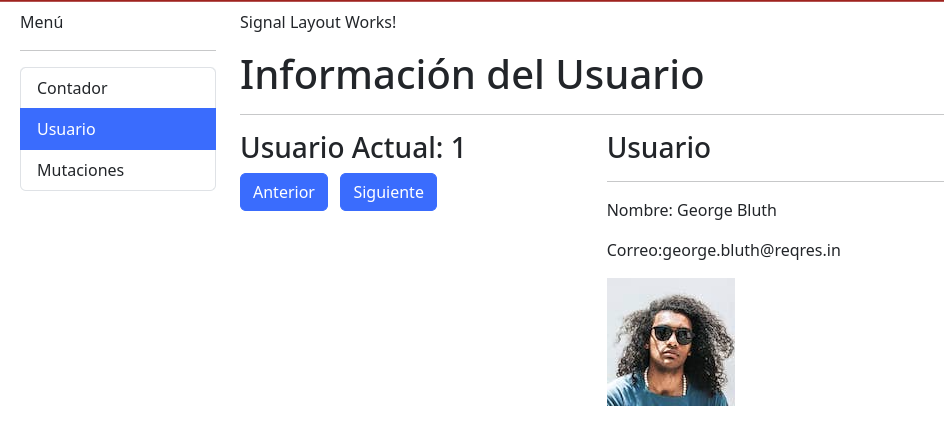 Menú
Contador
Usuario
Mutaciones
Signal Layout Works!
Información del Usuario
Usuario Actual: 1
Anterior
Siguiente
Usuario
Nombre: George Bluth
Correo:george.bluth@reqres.in